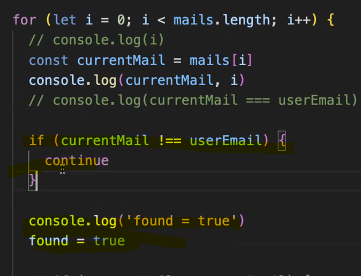 for (let i = 0; i < mails.length; i++) {
// console.log(i)
const currentMail = mails[i]
console.log(currentMail, i)
// console.log(currentMail === userEmail)
if (currentMail !== userEmail) {
continue
}
console.log('found = true')
found = true